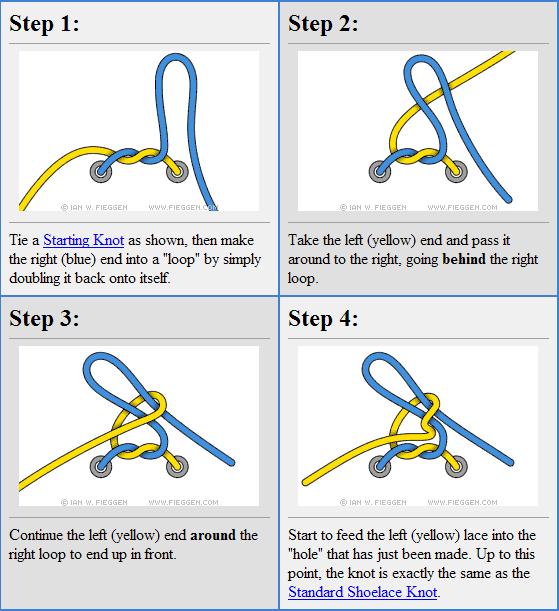 Step 1:
© IAN W. FIEGGEN    WWW.FIEGGEN.COM
Tie a Starting Knot as shown, then make
the right (blue) end into a "loop" by simply
doubling it back onto itself.
Step 2:
© IAN W. FIEGGEN    WWW.FIEGGEN.COM
Take the left (yellow) end and pass it
around to the right, going behind the right
loop.
Step 3:
© IAN W. FIEGGEN    WWW.FIEGGEN.COM
Continue the left (yellow) end around the
right loop to end up in front.
Step 4:
© IAN W. FIEGGEN    WWW.FIEGGEN.COM
Start to feed the left (yellow) lace into the
"hole" that has just been made. Up to this
point, the knot is exactly the same as the
Standard Shoelace Knot.